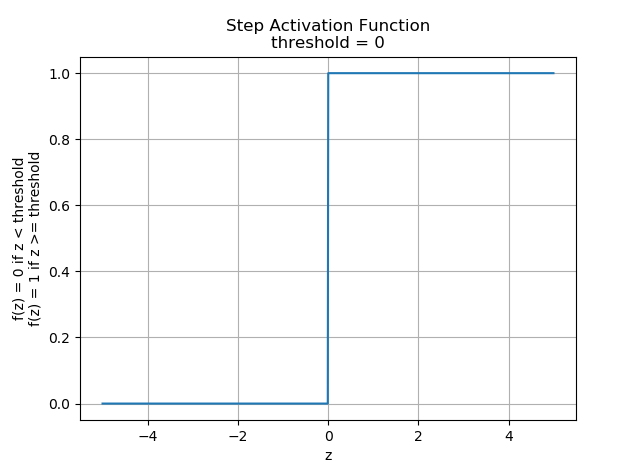 Step Activation Function
threshold = 0
f(z) = 0 if z < threshold
f(z) = 1 if z >= threshold
1.0
0.8
0.6
0.4
0.2
0.0
−4
−2
0
2
4
z